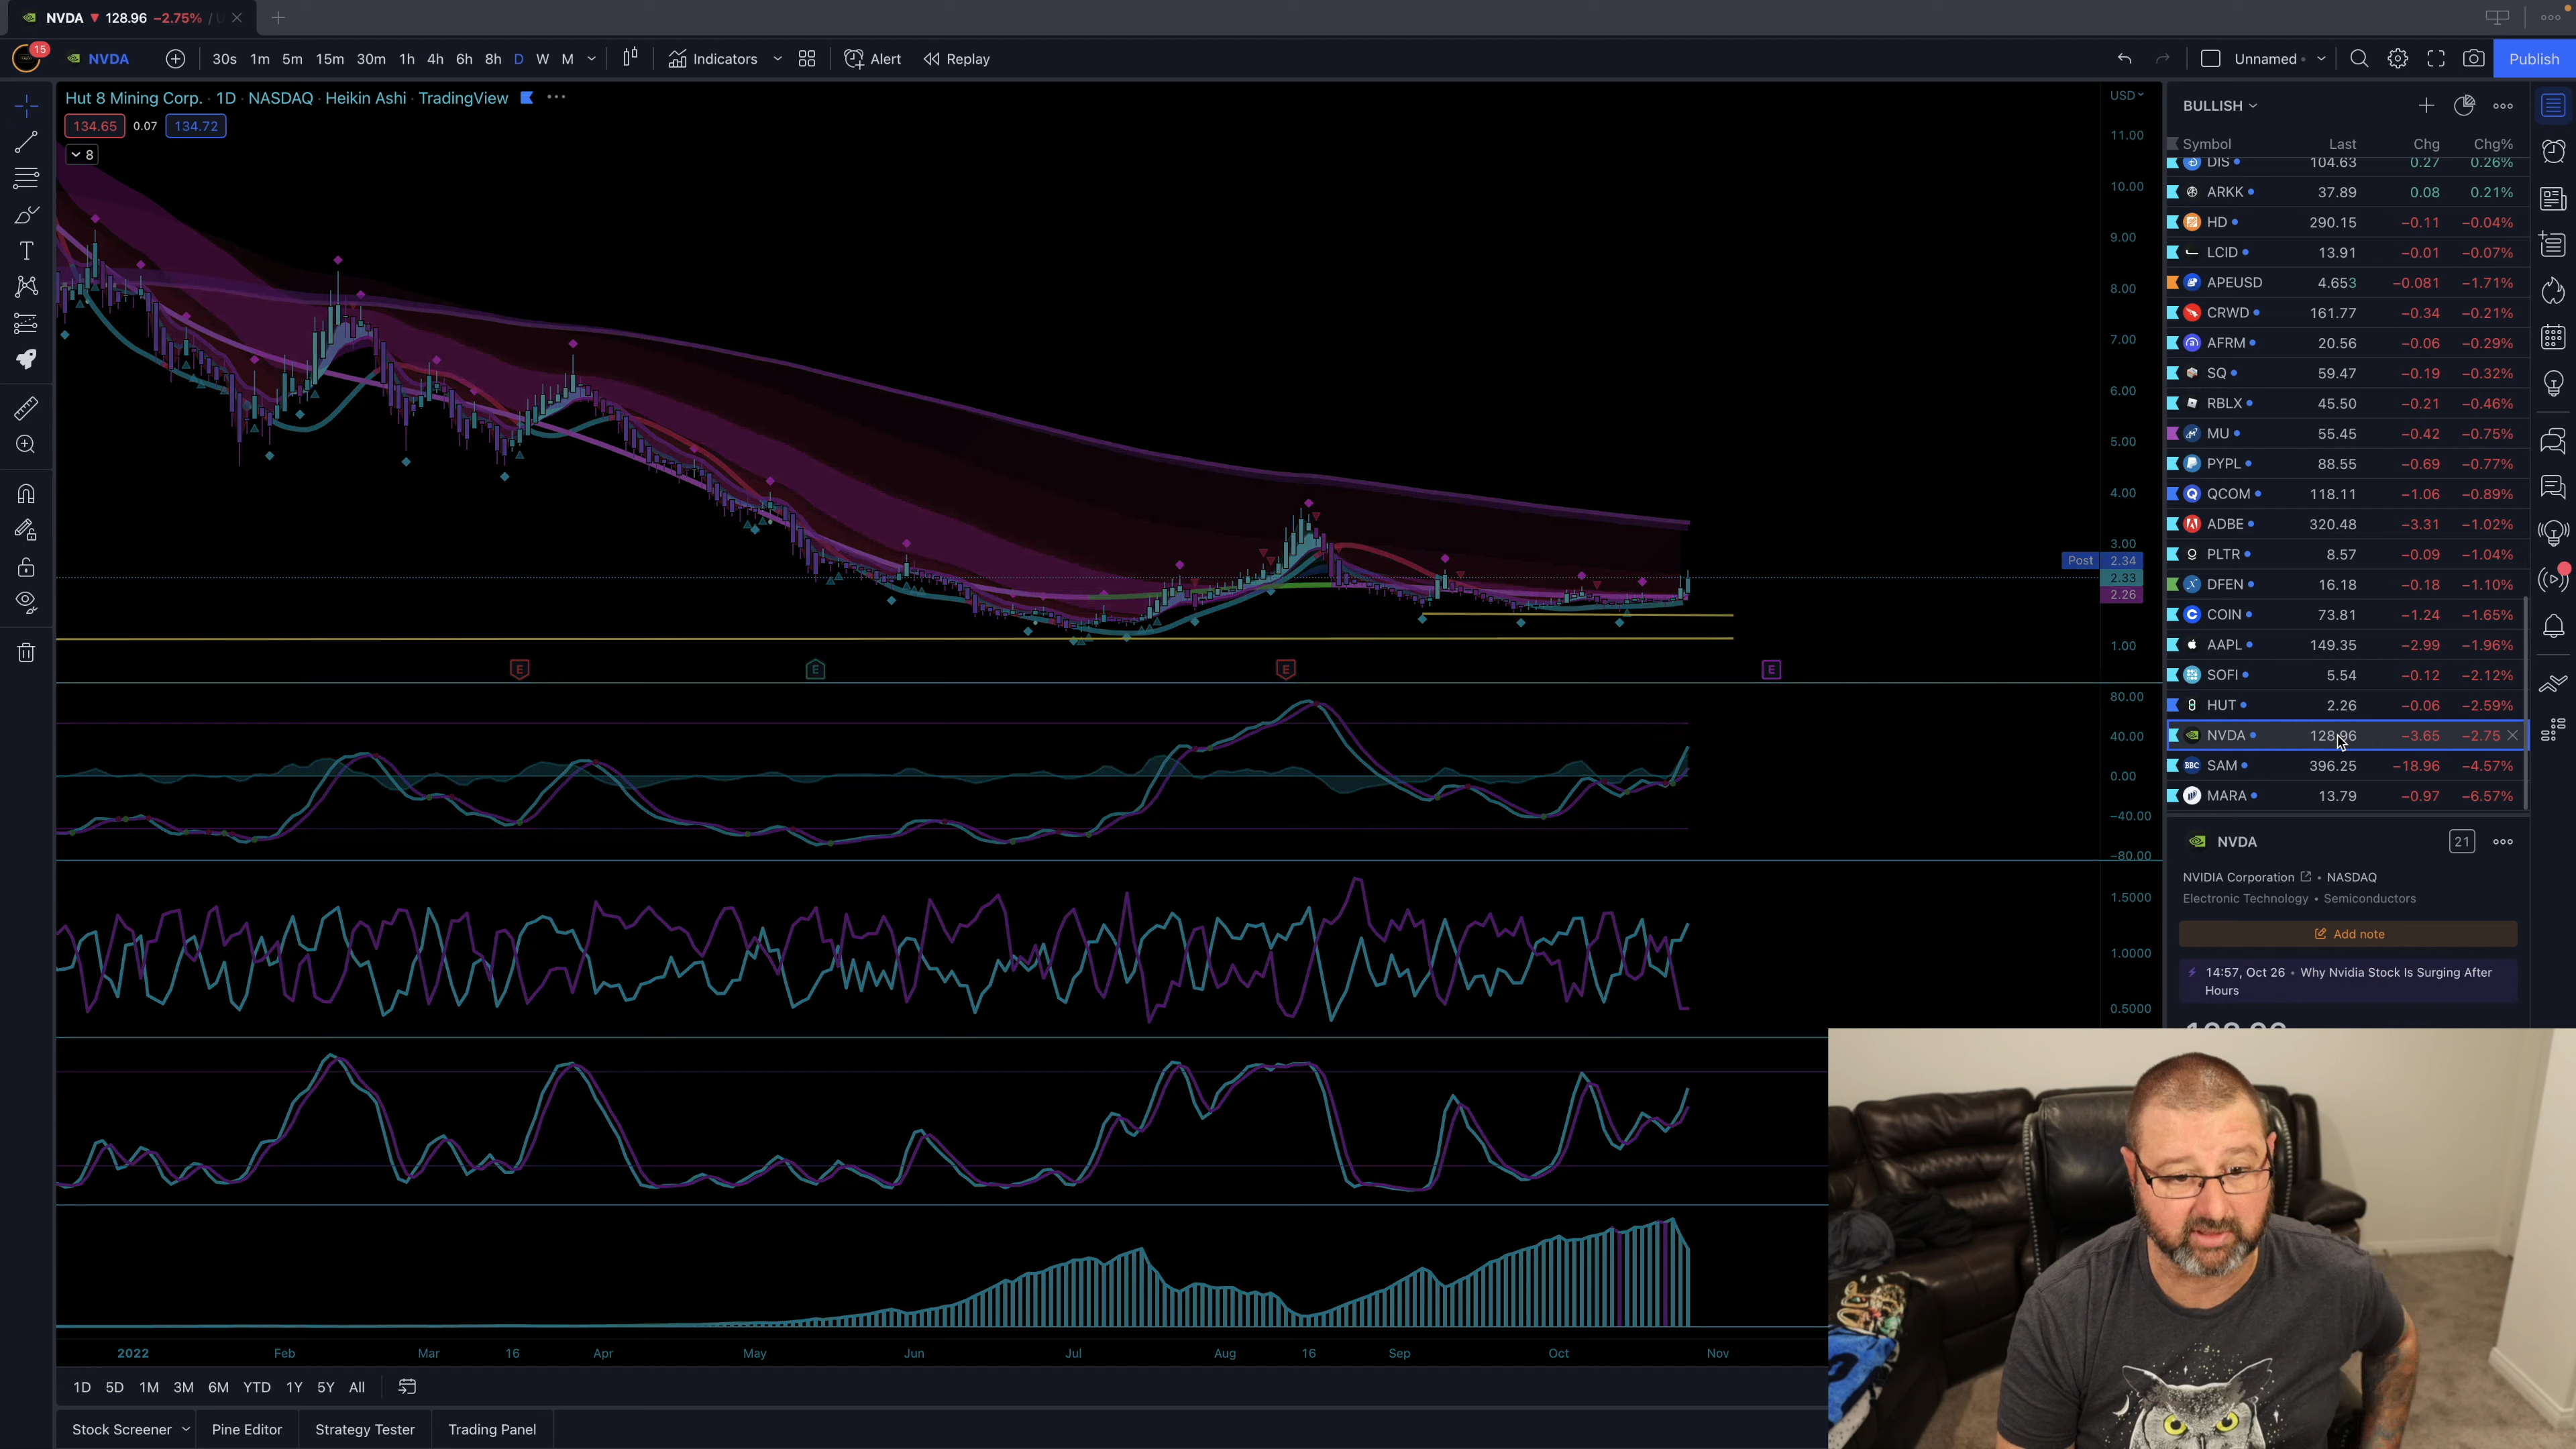 NVDA ▼ 128.96 −2.75% / U
15
NVDA 30s 1m 5m 15m 30m 1h 4h 6h 8h D W M Indicators Alert Replay Unnamed Publish
Hut 8 Mining Corp. · 1D · NASDAQ · Heikin Ashi · TradingView
134.65 0.07 134.72
8
USD
11.00
10.00
9.00
8.00
7.00
6.00
5.00
4.00
3.00
Post 2.34
2.33
2.26
1.00
E E E E
80.00
40.00
0.00
−40.00
−80.00
1.5000
1.0000
0.5000
2022 Feb Mar 16 Apr May Jun Jul Aug 16 Sep Oct Nov
1D 5D 1M 3M 6M YTD 1Y 5Y All
Stock Screener Pine Editor Strategy Tester Trading Panel
BULLISH
Symbol Last Chg Chg%
DIS 104.63 0.27 0.26%
ARKK 37.89 0.08 0.21%
HD 290.15 −0.11 −0.04%
LCID 13.91 −0.01 −0.07%
APEUSD 4.653 −0.081 −1.71%
CRWD 161.77 −0.34 −0.21%
AFRM 20.56 −0.06 −0.29%
SQ 59.47 −0.19 −0.32%
RBLX 45.50 −0.21 −0.46%
MU 55.45 −0.42 −0.75%
PYPL 88.55 −0.69 −0.77%
QCOM 118.11 −1.06 −0.89%
ADBE 320.48 −3.31 −1.02%
PLTR 8.57 −0.09 −1.04%
DFEN 16.18 −0.18 −1.10%
COIN 73.81 −1.24 −1.65%
AAPL 149.35 −2.99 −1.96%
SOFI 5.54 −0.12 −2.12%
HUT 2.26 −0.06 −2.59%
NVDA 128.96 −3.65 −2.75
BBC SAM 396.25 −18.96 −4.57%
MARA 13.79 −0.97 −6.57%
NVDA 21
NVIDIA Corporation • NASDAQ
Electronic Technology • Semiconductors
Add note
14:57, Oct 26 • Why Nvidia Stock Is Surging After
Hours